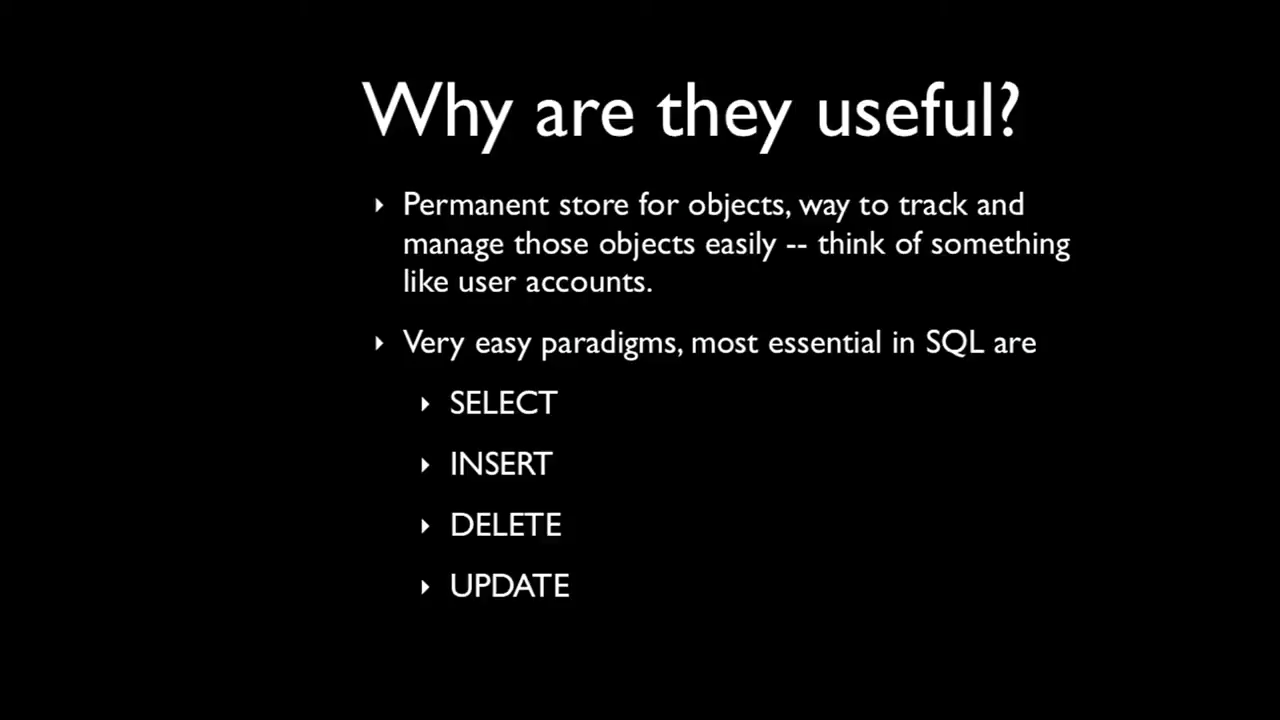 Why are they useful?
Permanent store for objects, way to track and
manage those objects easily -- think of something
like user accounts.
Very easy paradigms, most essential in SQL are
SELECT
INSERT
DELETE
UPDATE